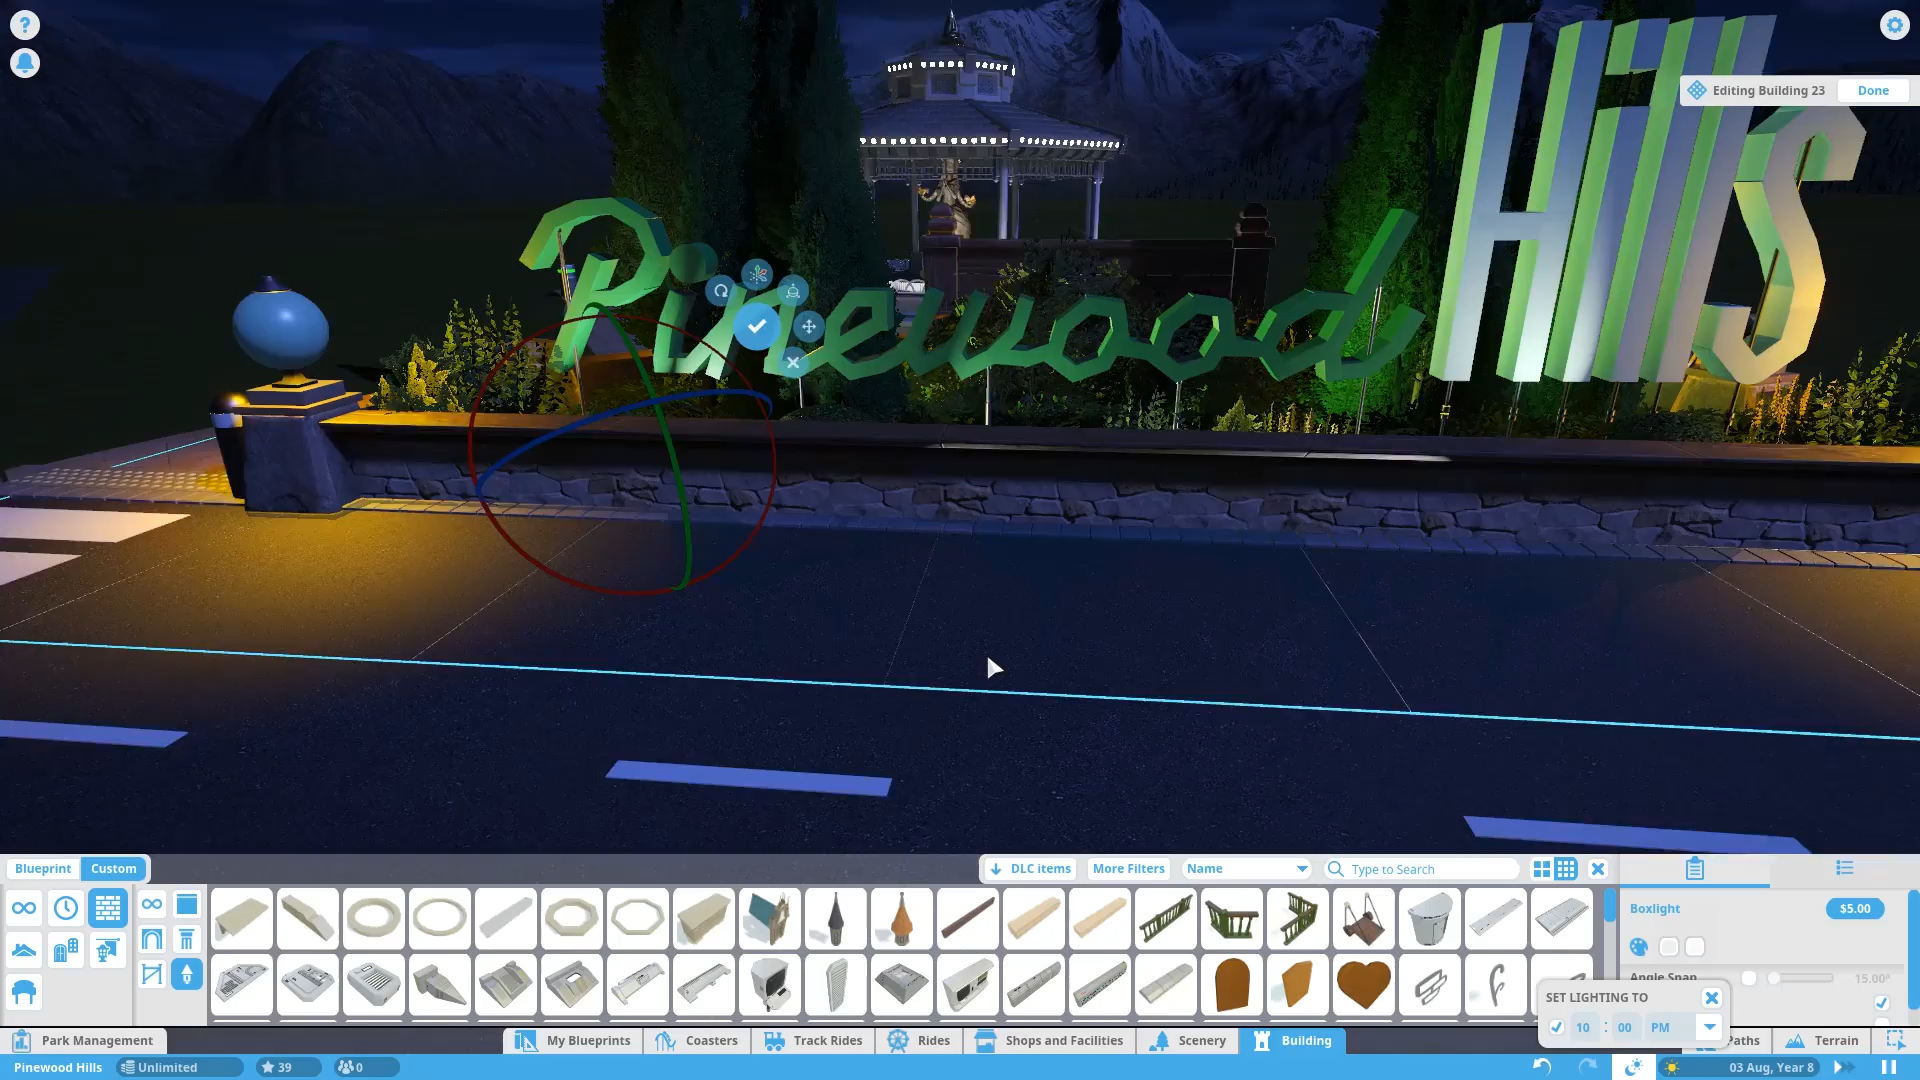 ?
Editing Building 23
Done
Pinewood
Hills
Blueprint
Custom
DLC items
More Filters
Name
Type to Search
Boxlight
$5.00
Angle Snap
15.00°
SET LIGHTING TO
10 : 00 PM
Park Management
My Blueprints
Coasters
Track Rides
Rides
Shops and Facilities
Scenery
Building
Paths
Terrain
Pinewood Hills
Unlimited
39
0
03 Aug, Year 8